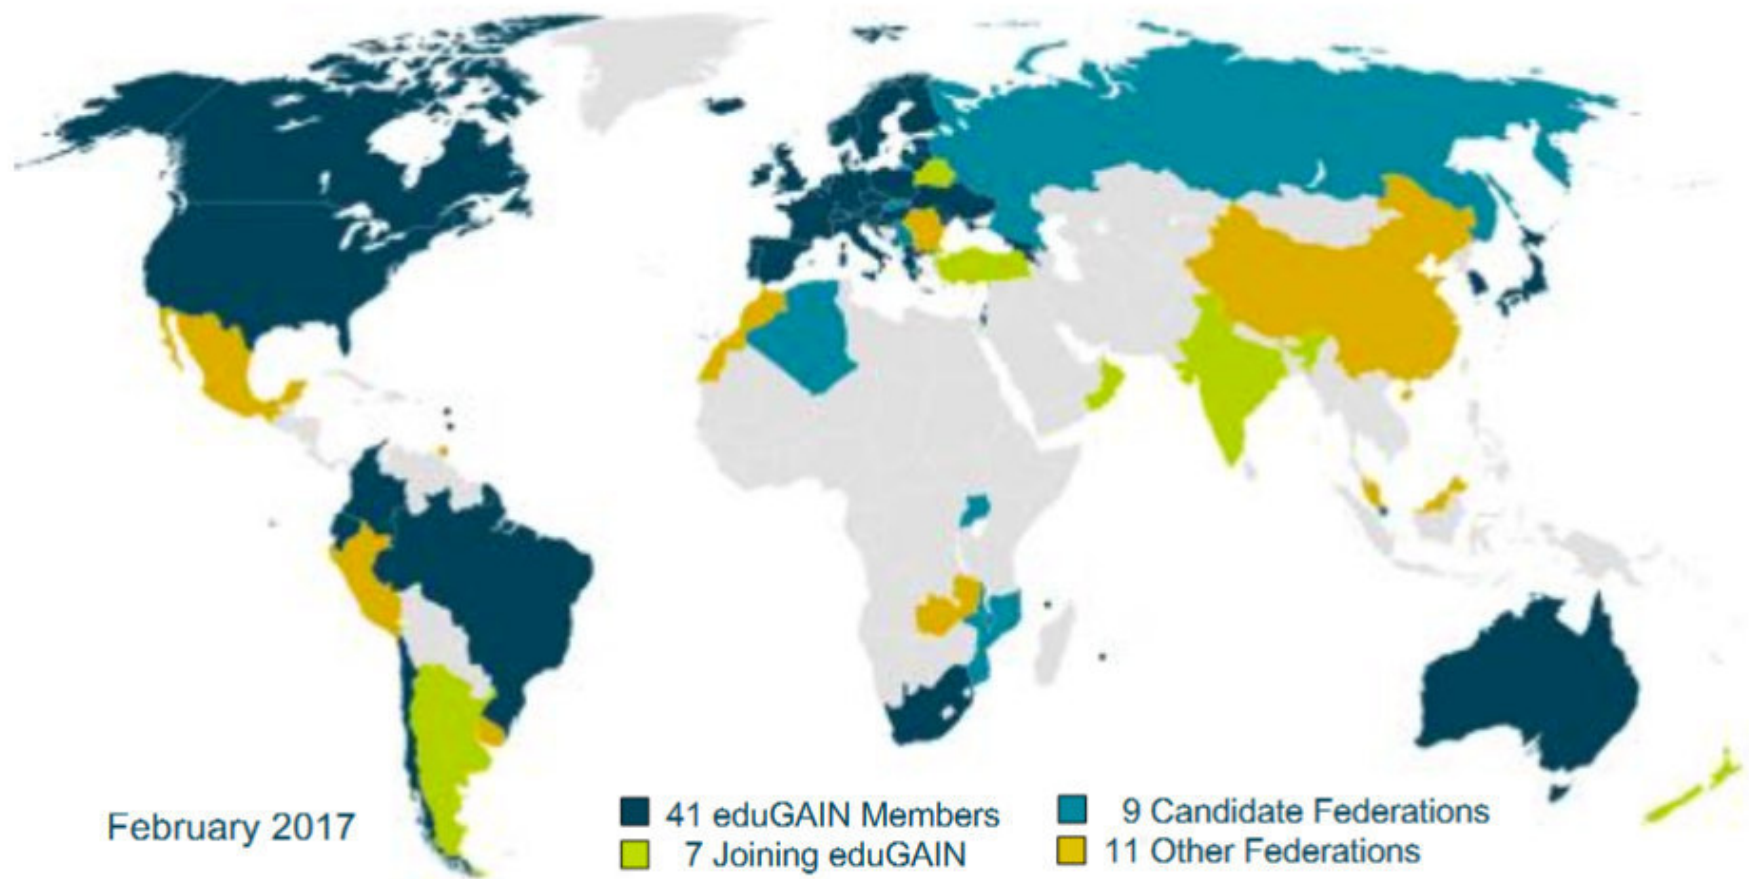 February 2017
41 eduGAIN Members
7 Joining eduGAIN
9 Candidate Federations
11 Other Federations